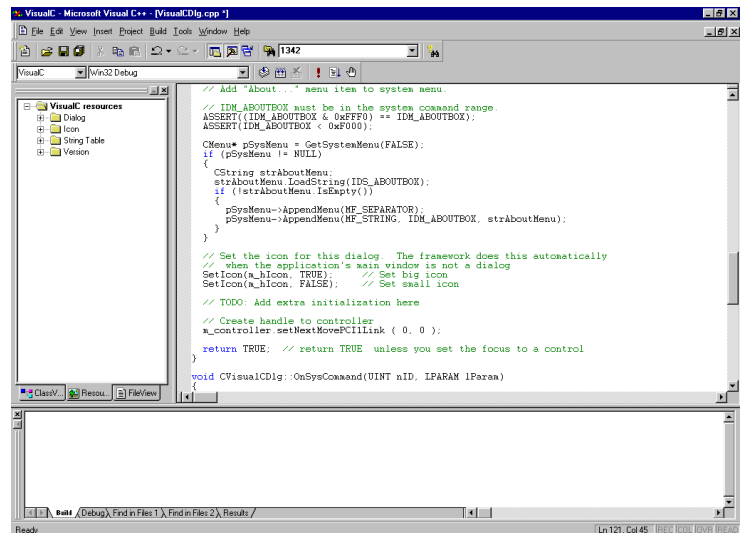 VisualC - Microsoft Visual C++ - [VisualCDlg.cpp *]
File Edit View Insert Project Build Tools Window Help
1342
VisualC Win32 Debug
VisualC resources
Dialog
Icon
String Table
Version
// Add "About..." menu item to system menu.
// IDM_ABOUTBOX must be in the system command range.
ASSERT((IDM_ABOUTBOX & 0xFFF0) == IDM_ABOUTBOX);
ASSERT(IDM_ABOUTBOX < 0xF000);
CMenu* pSysMenu = GetSystemMenu(FALSE);
if (pSysMenu != NULL)
{
CString strAboutMenu;
strAboutMenu.LoadString(IDS_ABOUTBOX);
if (!strAboutMenu.IsEmpty())
{
pSysMenu->AppendMenu(MF_SEPARATOR);
pSysMenu->AppendMenu(MF_STRING, IDM_ABOUTBOX, strAboutMenu);
}
}
// Set the icon for this dialog. The framework does this automatically
// when the application's main window is not a dialog
SetIcon(m_hIcon, TRUE); // Set big icon
SetIcon(m_hIcon, FALSE); // Set small icon
// TODO: Add extra initialization here
// Create handle to controller
m_controller.setNextMovePCI1Link ( 0, 0 );
return TRUE; // return TRUE unless you set the focus to a control
}
void CVisualCDlg::OnSysCommand(UINT nID, LPARAM lParam)
{
ClassV... Resou... FileView
Build Debug Find in Files 1 Find in Files 2 Results
Ready Ln 121, Col 45 REC COL OVR READ